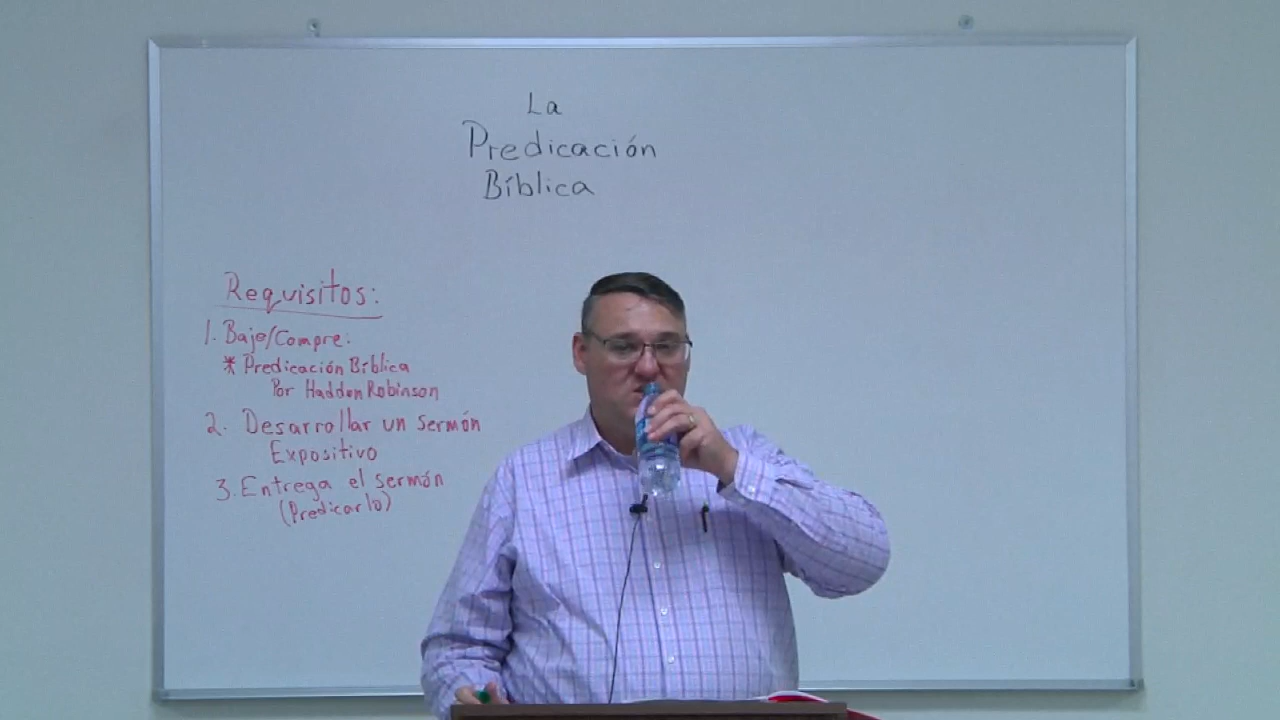 La
Predicación
Bíblica
Requisitos:
1. Baje/Compre:
* Predicación Bíblica
Por Haddon Robinson
2. Desarrollar un sermón
Expositivo
3. Entrega el sermón
(Predicarlo)